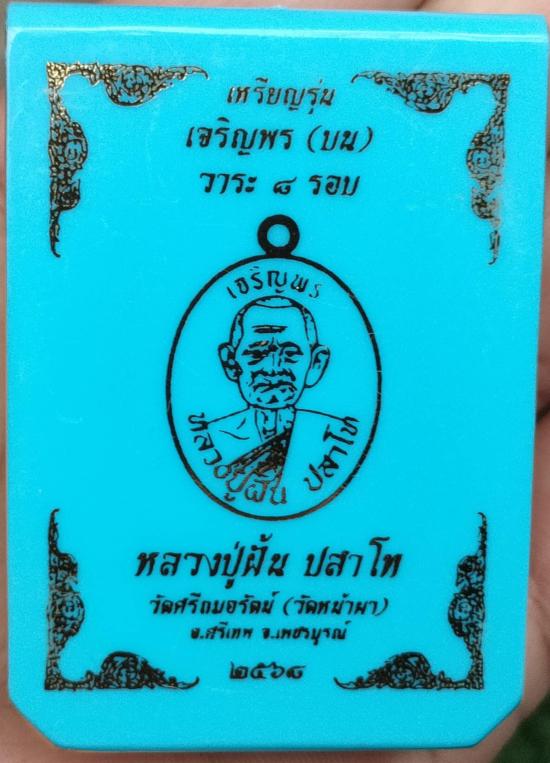 เหรียญรุ่น
เจริญพร (บน)
วาระ ๘ รอบ
เจริญพร
หลวงปู่ฝั้น ปสาโท
หลวงปู่ฝั้น ปสาโท
วัดศรีถมอรัตน์ (วัดหน้าผา)
อ.ศรีเทพ จ.เพชรบูรณ์
๒๕๖๘